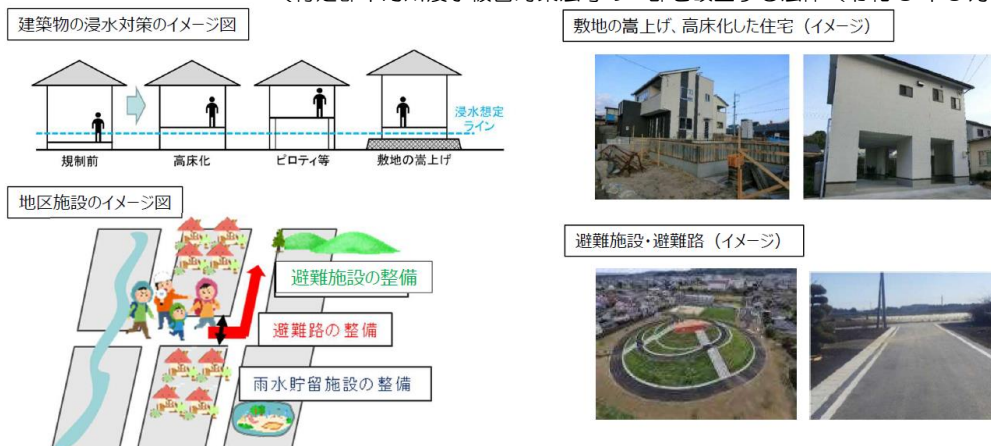 建築物の浸水対策のイメージ図
浸水想定
ライン
規制前
高床化
ピロティ等
敷地の嵩上げ
地区施設のイメージ図
避難施設の整備
避難路の整備
雨水貯留施設の整備
敷地の嵩上げ、高床化した住宅（イメージ）
避難施設・避難路（イメージ）